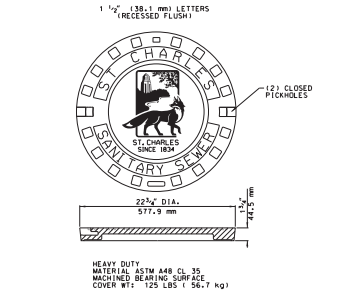 1 1/2" (38.1 mm) LETTERS
(RECESSED FLUSH)
ST. CHARLES
(2) CLOSED
PICKHOLES
ST. CHARLES
SINCE 1834
SANITARY SEWER
22 3/4" DIA.
577.9 mm
1 3/4"
44.5 mm
HEAVY DUTY
MATERIAL ASTM A48 CL 35
MACHINED BEARING SURFACE
COVER WT: 125 LBS ( 56.7 kg)